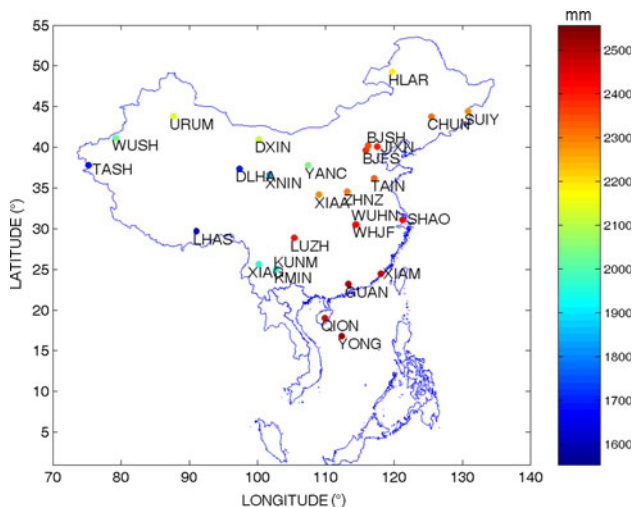 mm
55
50
45
40
35
30
25
20
15
10
5
LATITUDE (°)
HLAR
URUM
CHUN
SUIY
WUSH
DXIN
BJSH
JIXN
BJFS
TASH
DLHA
XNIN
YANC
TAIN
XIAA
ZHNZ
WUHN
SHAO
WHJF
LHAS
LUZH
KUNM
XIAG
KMIN
XIAM
GUAN
QION
YONG
70 80 90 100 110 120 130 140
LONGITUDE (°)
2500
2400
2300
2200
2100
2000
1900
1800
1700
1600